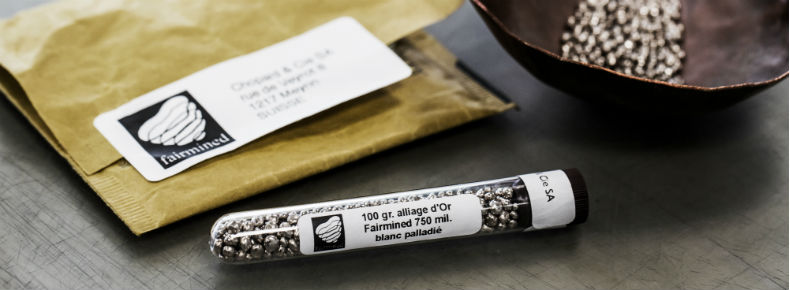 Chopard & Cie SA
rue de Veyrot 8
1217 Meyrin
SUISSE
fairmined
100 gr. alliage d'Or
Fairmined 750 mil.
blanc palladié
Cie SA